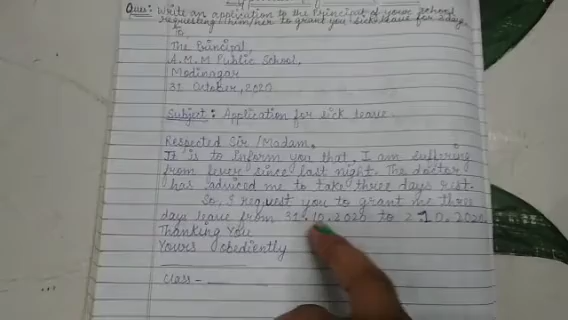 Ques: Write an application to the Principal of your school
requesting him/her to grant you sick leave for 3 days.
To,
The Principal,
A.M.M Public School,
Modinagar
31 October, 2020
Subject: Application for sick leave.
Respected Sir /Madam,
It is to inform you that, I am suffering
from fever since last night. The doctor
has adviced me to take three days rest.
So, I request you to grant me three
days leave from 31.10.2020 to 2.10.2020
Thanking You
Yours obediently
Class -